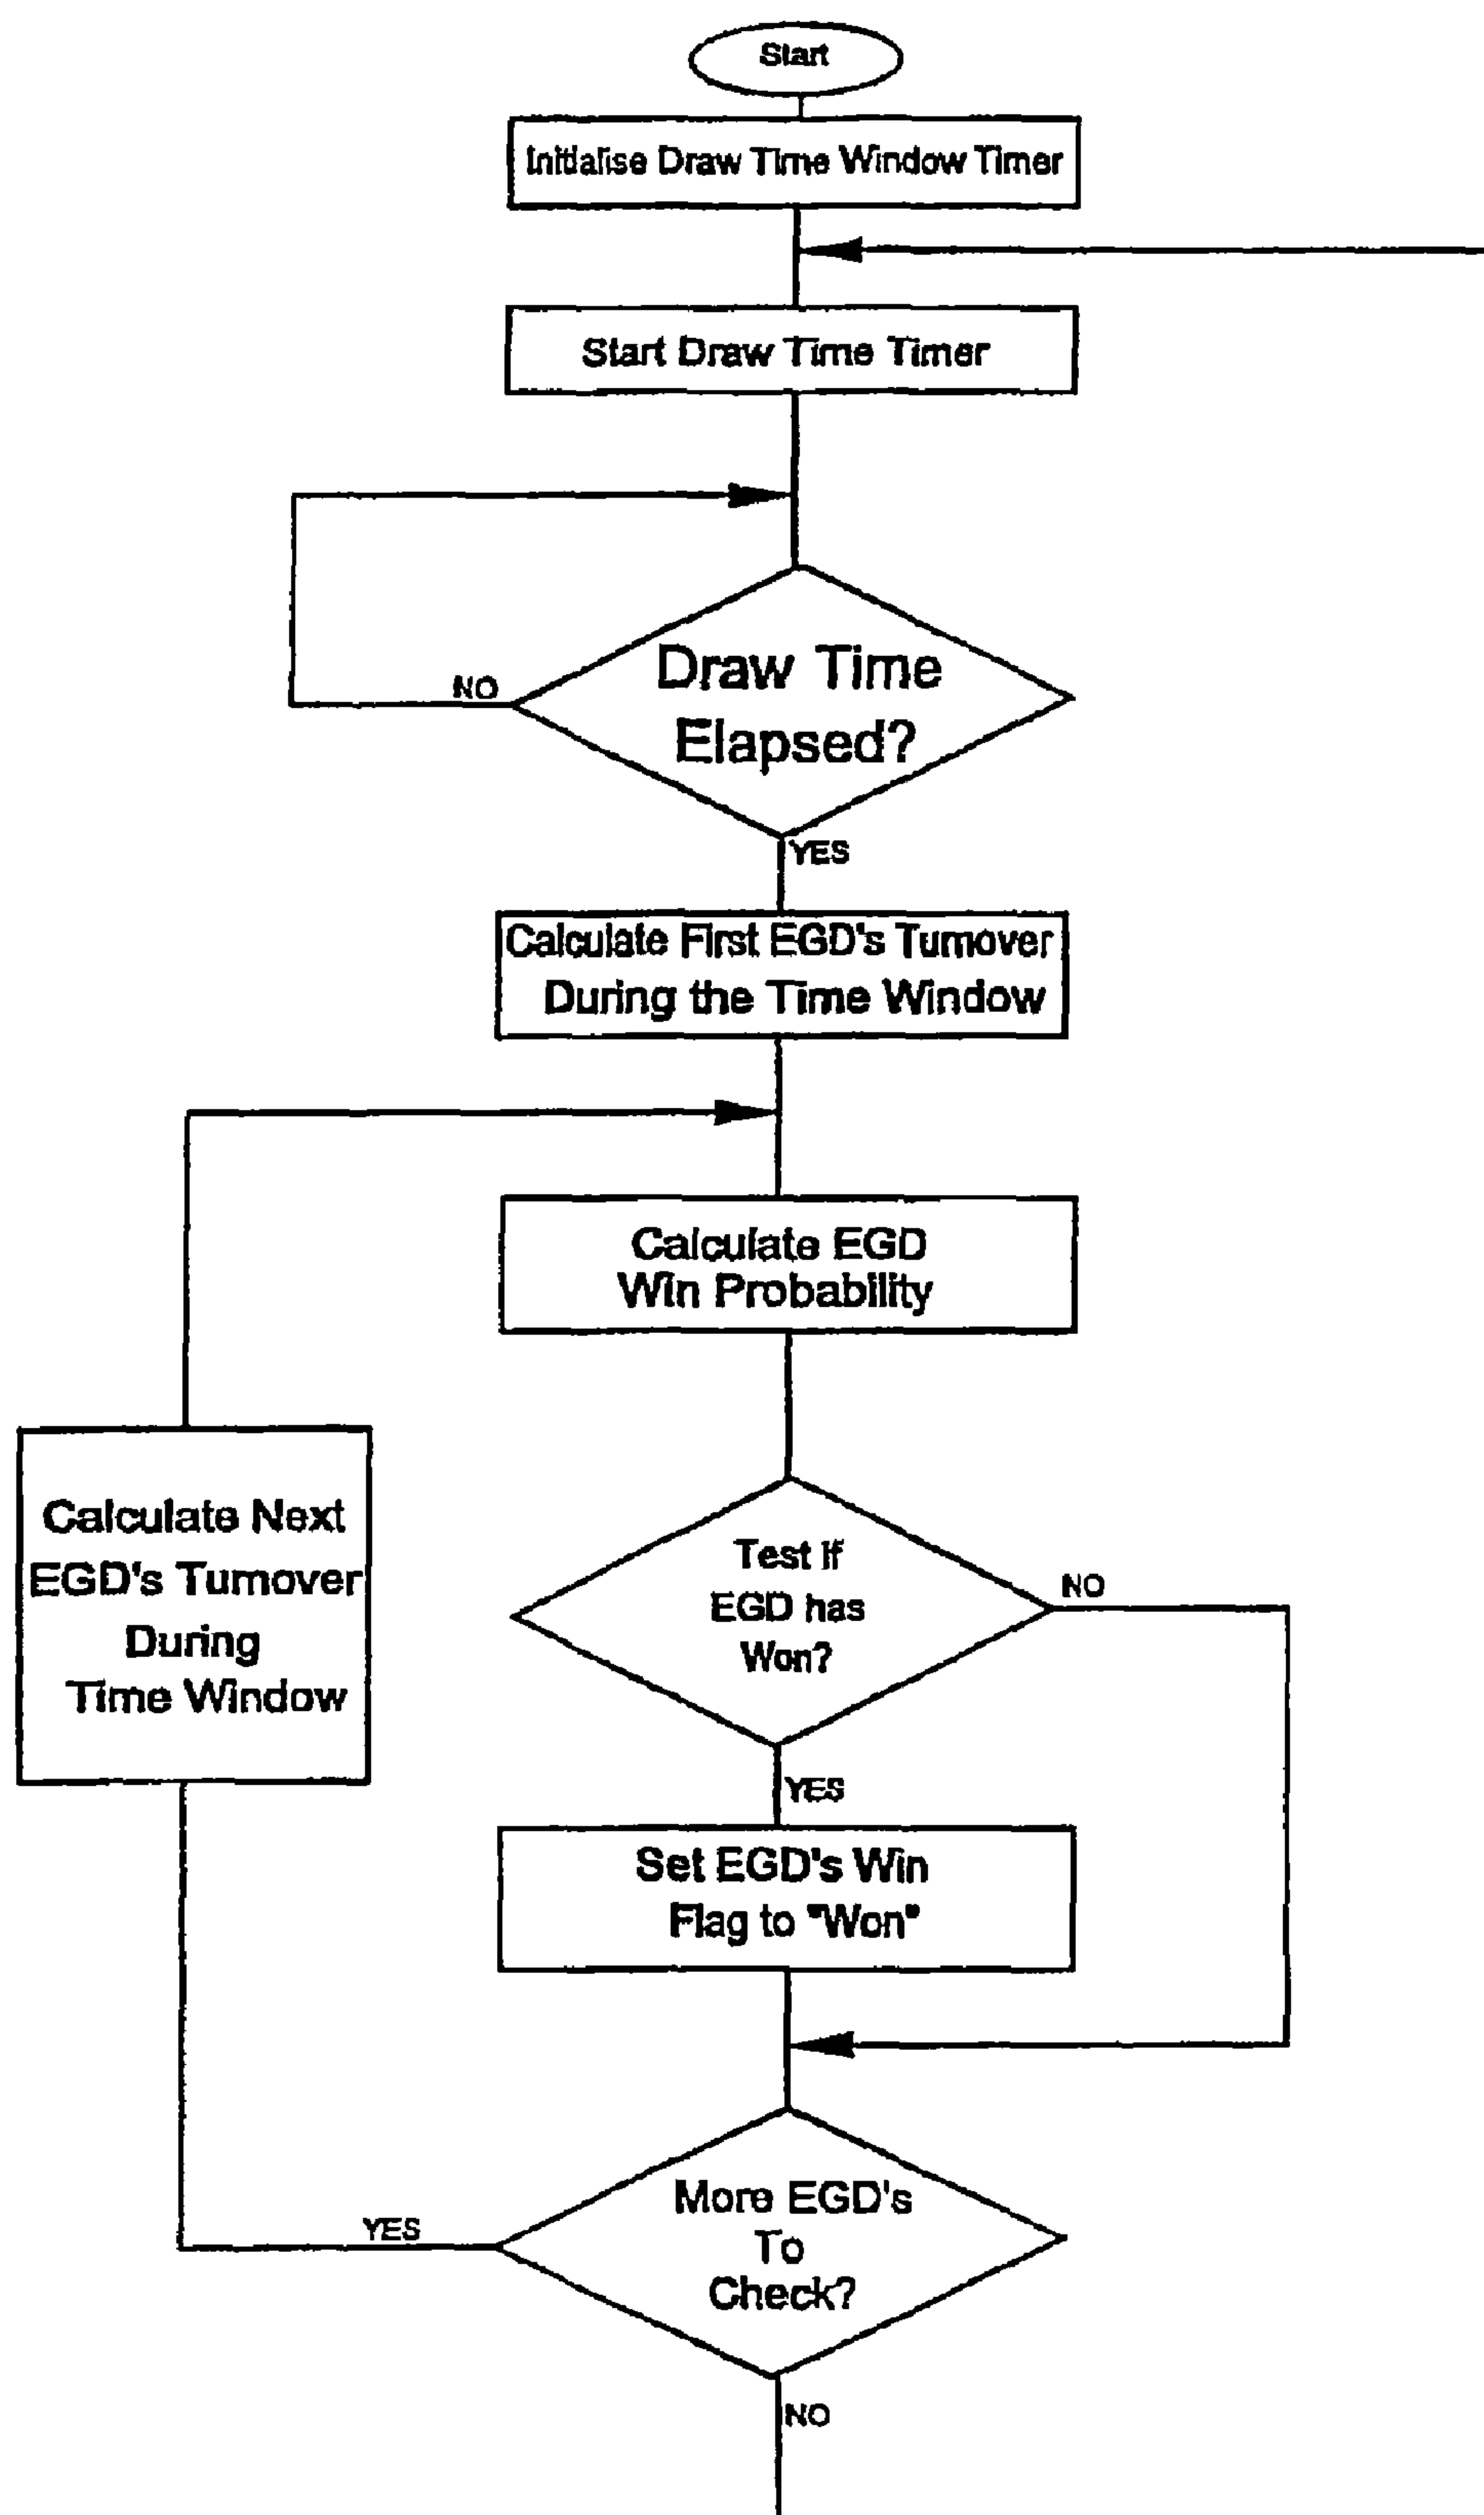 Start
Initialise Draw Time Window Timer
Start Draw Time Timer
Draw Time
Elapsed?
NO
YES
Calculate First EGD's Turnover
During the Time Window
Calculate EGD
Win Probability
Calculate Next
EGD's Turnover
During
Time Window
Test if
EGD has
Won?
NO
YES
Set EGD's Win
Flag to "Won"
More EGD's
To
Check?
YES
NO